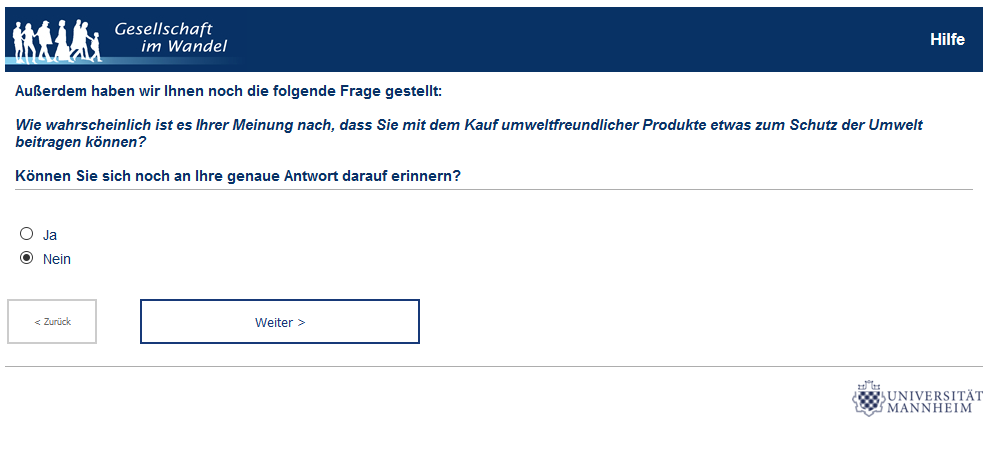 Gesellschaft
im Wandel
Hilfe
Außerdem haben wir Ihnen noch die folgende Frage gestellt:
Wie wahrscheinlich ist es Ihrer Meinung nach, dass Sie mit dem Kauf umweltfreundlicher Produkte etwas zum Schutz der Umwelt
beitragen können?
Können Sie sich noch an Ihre genaue Antwort darauf erinnern?
Ja
Nein
< Zurück
Weiter >
UNIVERSITÄT
MANNHEIM